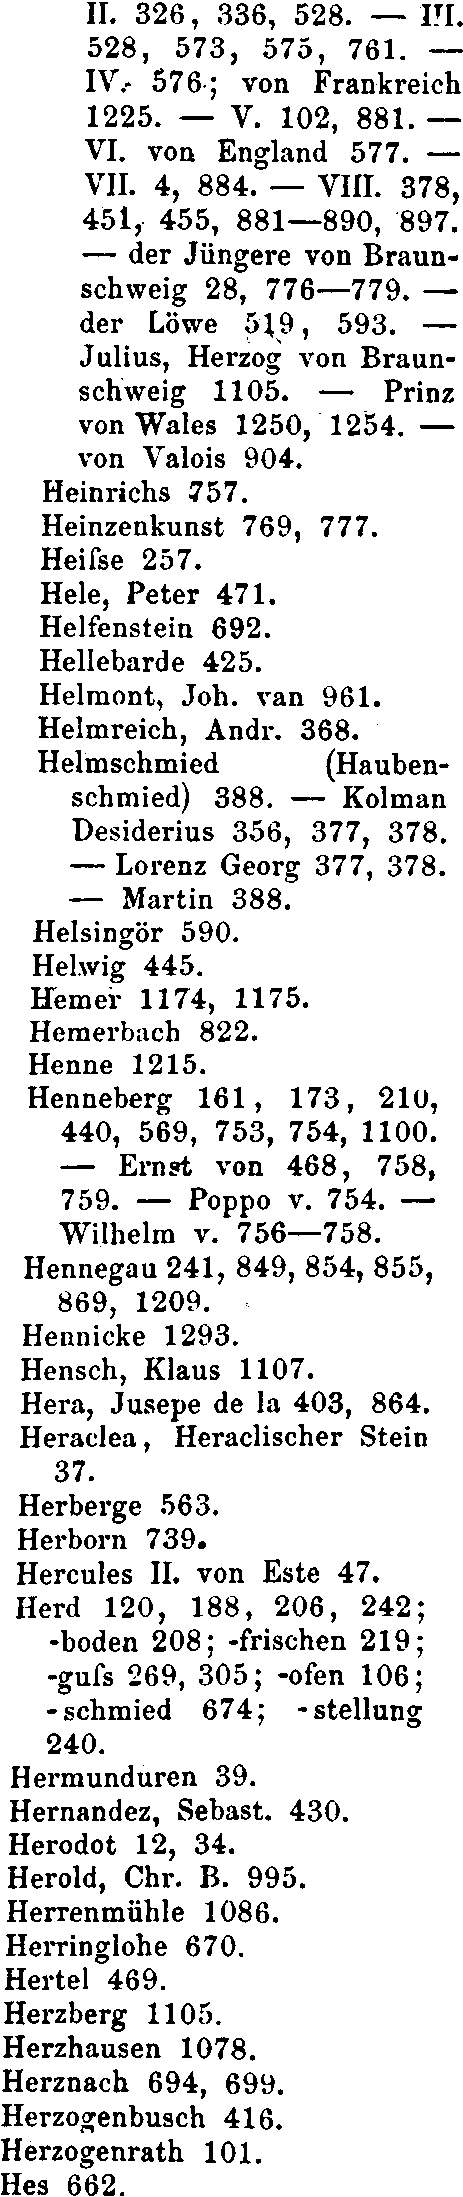 II. 326, 336, 528. — III.
528, 573, 575, 761. —
IV. 576; von Frankreich
1225. — V. 102, 881. —
VI. von England 577. —
VII. 4, 884. — VIII. 378,
451, 455, 881—890, 897.
— der Jüngere von Braun-
schweig 28, 776—779. —
der Löwe 519, 593. —
Julius, Herzog von Braun-
schweig 1105. — Prinz
von Wales 1250, 1254. —
von Valois 904.
Heinrichs 757.
Heinzenkunst 769, 777.
Heiſse 257.
Hele, Peter 471.
Helfenstein 692.
Hellebarde 425.
Helmont, Joh. van 961.
Helmreich, Andr. 368.
Helmschmied (Hauben-
schmied) 388. — Kolman
Desiderius 356, 377, 378.
— Lorenz Georg 377, 378.
— Martin 388.
Helsingör 590.
Helwig 445.
Hemer 1174, 1175.
Hemerbach 822.
Henne 1215.
Henneberg 161, 173, 210,
440, 569, 753, 754, 1100.
— Ernst von 468, 758,
759. — Poppo v. 754. —
Wilhelm v. 756—758.
Hennegau 241, 849, 854, 855,
869, 1209.
Hennicke 1293.
Hensch, Klaus 1107.
Hera, Jusepe de la 403, 864.
Heraclea, Heraclischer Stein
37.
Herberge 563.
Herborn 739.
Hercules II. von Este 47.
Herd 120, 188, 206, 242;
-boden 208; -frischen 219;
-guſs 269, 305; -ofen 106;
-schmied 674; -stellung
240.
Hermunduren 39.
Hernandez, Sebast. 430.
Herodot 12, 34.
Herold, Chr. B. 995.
Herrenmühle 1086.
Herringlohe 670.
Hertel 469.
Herzberg 1105.
Herzhausen 1078.
Herznach 694, 699.
Herzogenbusch 416.
Herzogenrath 101.
Hes 662.